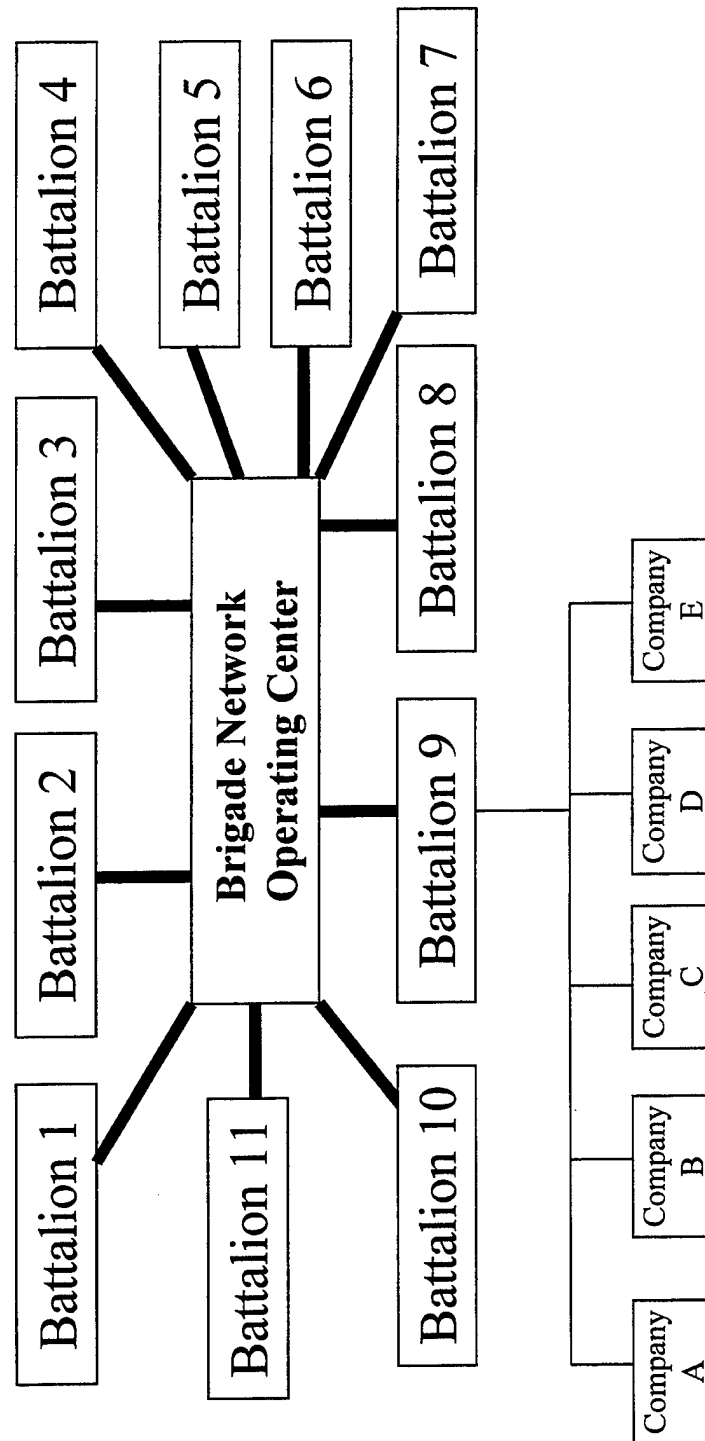 Battalion 1
Battalion 2
Battalion 3
Battalion 4
Battalion 11
Brigade Network
Operating Center
Battalion 5
Battalion 6
Battalion 10
Battalion 9
Battalion 8
Battalion 7
Company
A
Company
B
Company
C
Company
D
Company
E